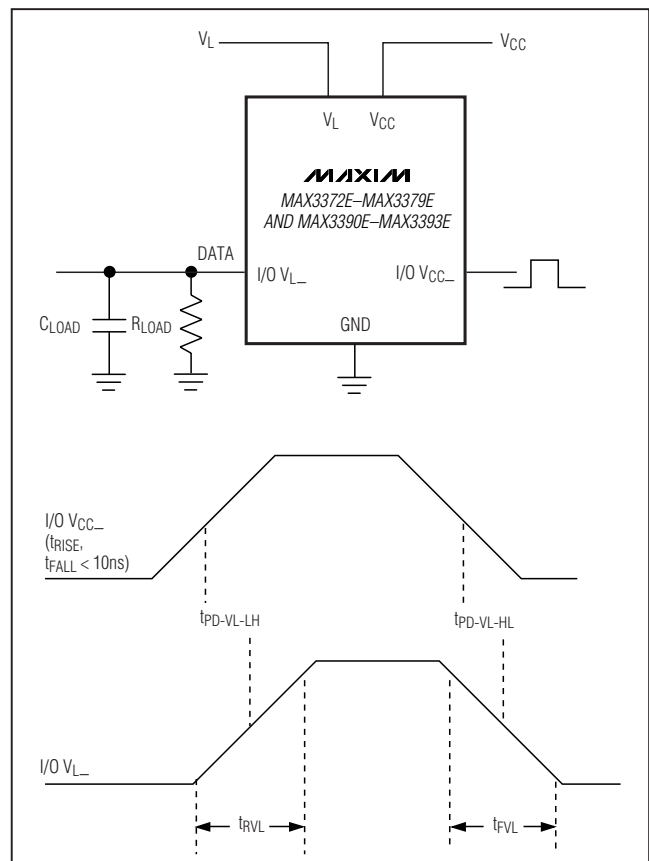 VL
VCC
VL
VCC
MAXIM
MAX3372E–MAX3379E
AND MAX3390E–MAX3393E
DATA
I/O VL_
I/O VCC_
CLOAD
RLOAD
GND
I/O VCC_
(tRISE,
tFALL < 10ns)
tPD-VL-LH
tPD-VL-HL
I/O VL_
tRVL
tFVL